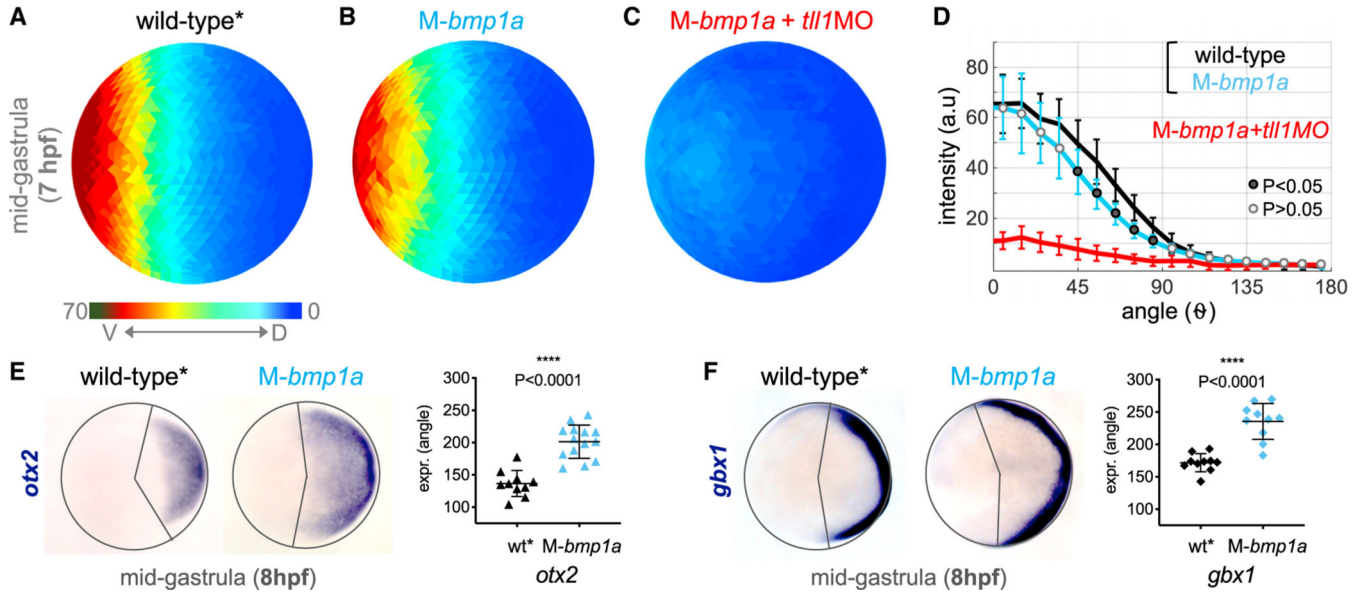 A
wild-type*
B
M-bmp1a
C
M-bmp1a + tll1MO
D
mid-gastrula
(7 hpf)
70
0
V
D
intensity (a.u)
80
60
40
20
0
45
90
135
180
angle (ϑ)
wild-type
M-bmp1a
M-bmp1a+tll1MO
P<0.05
P>0.05
E
wild-type*
M-bmp1a
otx2
mid-gastrula (8hpf)
****
P<0.0001
expr. (angle)
300
250
200
150
100
wt*
M-bmp1a
otx2
F
wild-type*
M-bmp1a
gbx1
mid-gastrula (8hpf)
****
P<0.0001
expr. (angle)
300
250
200
150
100
wt*
M-bmp1a
gbx1